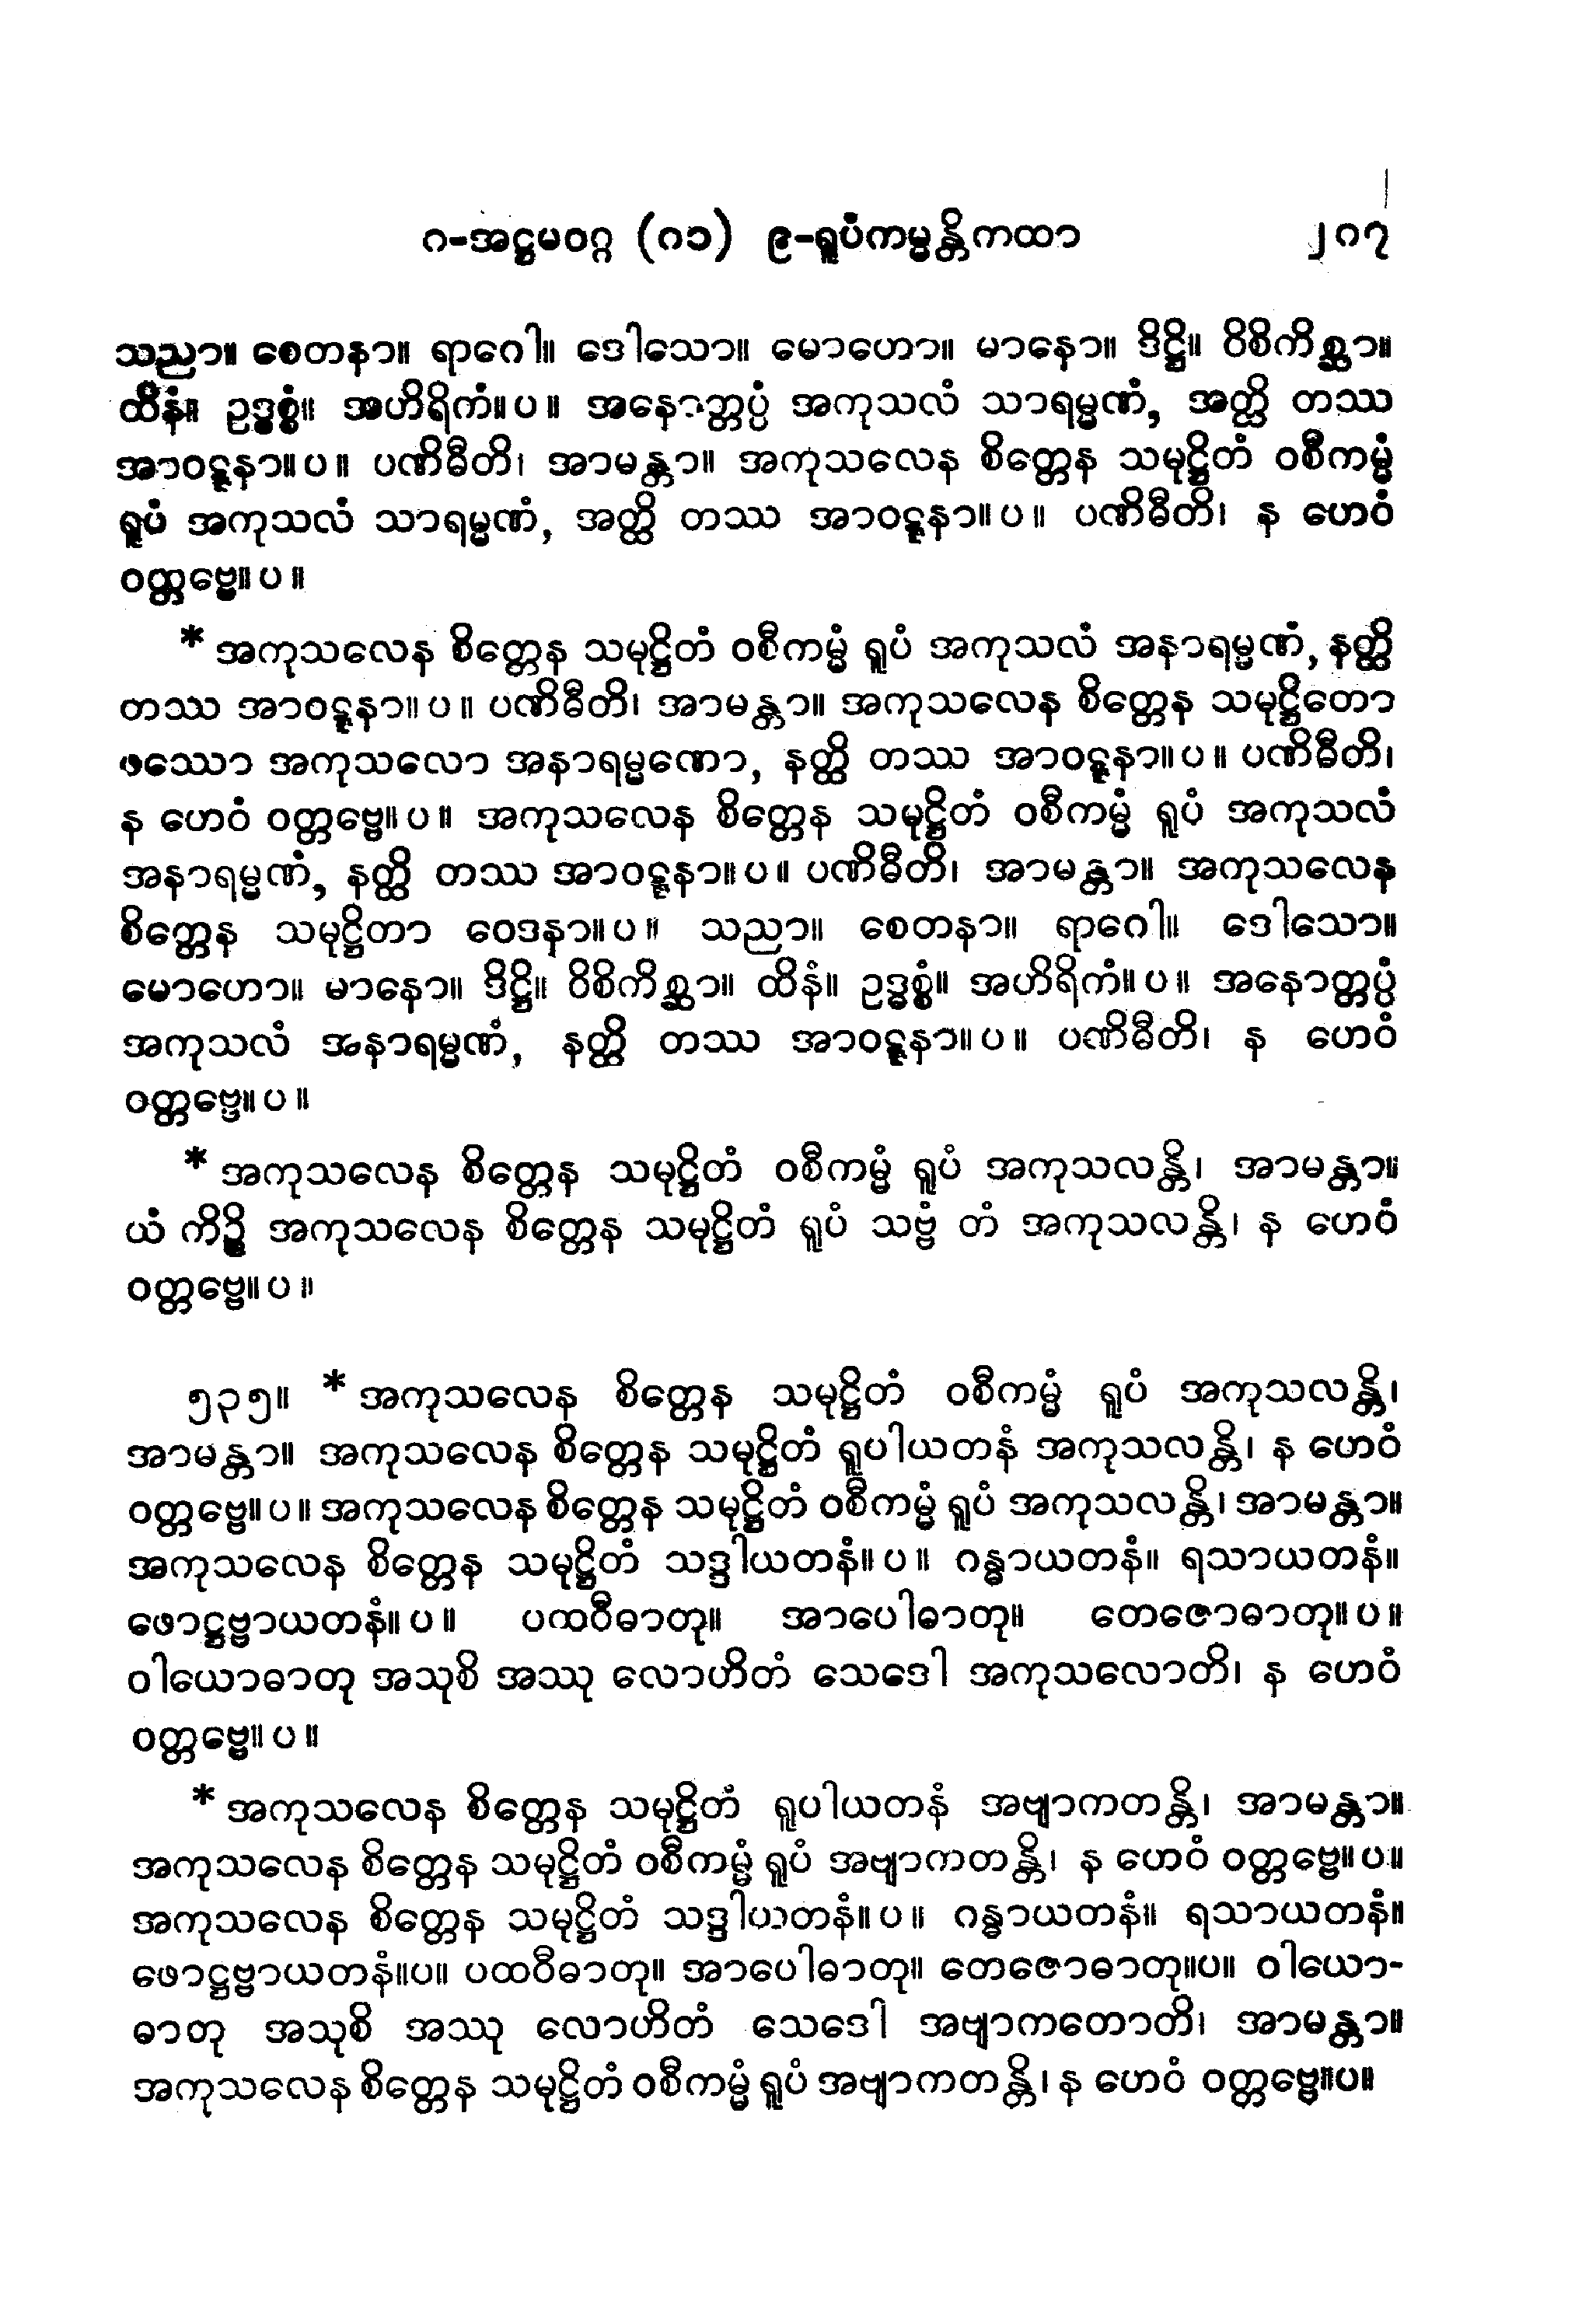 ဂ-အဋ္ဌမဝဂ္ဂ (ဂ၁) ၉-ရူပံကမ္မန္တိကထာ ၂၈၇
သညာ။ စေတနာ။ ရာဂေါ။ ဒေါသော။ မောဟော။ မာနော။ ဒိဋ္ဌိ။ ဝိစိကိစ္ဆာ။
ထိနံ။ ဥဒ္ဓစ္စံ။ အဟိရိကံ။ပ။ အနောတ္တပ္ပံ အကုသလံ သာရမ္မဏံ, အတ္ထိ တဿ
အာဝဋ္ဋနာ။ပ။ ပဏိဓီတိ၊ အာမန္တာ။ အကုသလေန စိတ္တေန သမုဋ္ဌိတံ ဝစီကမ္မံ
ရူပံ အကုသလံ သာရမ္မဏံ, အတ္ထိ တဿ အာဝဋ္ဋနာ။ပ။ ပဏိဓီတိ၊ န ဟေဝံ
ဝတ္တဗ္ဗေ။ပ။
* အကုသလေန စိတ္တေန သမုဋ္ဌိတံ ဝစီကမ္မံ ရူပံ အကုသလံ အနာရမ္မဏံ, နတ္ထိ
တဿ အာဝဋ္ဋနာ။ပ။ ပဏိဓီတိ၊ အာမန္တာ။ အကုသလေန စိတ္တေန သမုဋ္ဌိတော
ဖဿော အကုသလော အနာရမ္မဏော, နတ္ထိ တဿ အာဝဋ္ဋနာ။ပ။ ပဏိဓီတိ၊
န ဟေဝံ ဝတ္တဗ္ဗေ။ပ။ အကုသလေန စိတ္တေန သမုဋ္ဌိတံ ဝစီကမ္မံ ရူပံ အကုသလံ
အနာရမ္မဏံ, နတ္ထိ တဿ အာဝဋ္ဋနာ။ပ။ ပဏိဓီတိ၊ အာမန္တာ။ အကုသလေန
စိတ္တေန သမုဋ္ဌိတာ ဝေဒနာ။ပ။ သညာ။ စေတနာ။ ရာဂေါ။ ဒေါသော။
မောဟော။ မာနော။ ဒိဋ္ဌိ။ ဝိစိကိစ္ဆာ။ ထိနံ။ ဥဒ္ဓစ္စံ။ အဟိရိကံ။ပ။ အနောတ္တပ္ပံ
အကုသလံ အနာရမ္မဏံ, နတ္ထိ တဿ အာဝဋ္ဋနာ။ပ။ ပဏိဓီတိ၊ န ဟေဝံ
ဝတ္တဗ္ဗေ။ပ။
* အကုသလေန စိတ္တေန သမုဋ္ဌိတံ ဝစီကမ္မံ ရူပံ အကုသလန္တိ၊ အာမန္တာ။
ယံ ကိဉ္စိ အကုသလေန စိတ္တေန သမုဋ္ဌိတံ ရူပံ သဗ္ဗံ တံ အကုသလန္တိ၊ န ဟေဝံ
ဝတ္တဗ္ဗေ။ပ။
၅၃၅။ * အကုသလေန စိတ္တေန သမုဋ္ဌိတံ ဝစီကမ္မံ ရူပံ အကုသလန္တိ၊
အာမန္တာ။ အကုသလေန စိတ္တေန သမုဋ္ဌိတံ ရူပါယတနံ အကုသလန္တိ၊ န ဟေဝံ
ဝတ္တဗ္ဗေ။ပ။ အကုသလေန စိတ္တေန သမုဋ္ဌိတံ ဝစီကမ္မံ ရူပံ အကုသလန္တိ၊ အာမန္တာ။
အကုသလေန စိတ္တေန သမုဋ္ဌိတံ သဒ္ဒါယတနံ။ပ။ ဂန္ဓာယတနံ။ ရသာယတနံ။
ဖောဋ္ဌဗ္ဗာယတနံ။ပ။ ပထဝီဓာတု။ အာပေါဓာတု။ တေဇောဓာတု။ပ။
ဝါယောဓာတု အသုစိ အဿု လောဟိတံ သေဒေါ အကုသလောတိ၊ န ဟေဝံ
ဝတ္တဗ္ဗေ။ပ။
* အကုသလေန စိတ္တေန သမုဋ္ဌိတံ ရူပါယတနံ အဗျာကတန္တိ၊ အာမန္တာ။
အကုသလေန စိတ္တေန သမုဋ္ဌိတံ ဝစီကမ္မံ ရူပံ အဗျာကတန္တိ၊ န ဟေဝံ ဝတ္တဗ္ဗေ။ပ။
အကုသလေန စိတ္တေန သမုဋ္ဌိတံ သဒ္ဒါယတနံ။ပ။ ဂန္ဓာယတနံ။ ရသာယတနံ။
ဖောဋ္ဌဗ္ဗာယတနံ။ပ။ ပထဝီဓာတု။ အာပေါဓာတု။ တေဇောဓာတု။ပ။ ဝါယော-
ဓာတု အသုစိ အဿု လောဟိတံ သေဒေါ အဗျာကတောတိ၊ အာမန္တာ။
အကုသလေန စိတ္တေန သမုဋ္ဌိတံ ဝစီကမ္မံ ရူပံ အဗျာကတန္တိ၊ န ဟေဝံ ဝတ္တဗ္ဗေ။ပ။